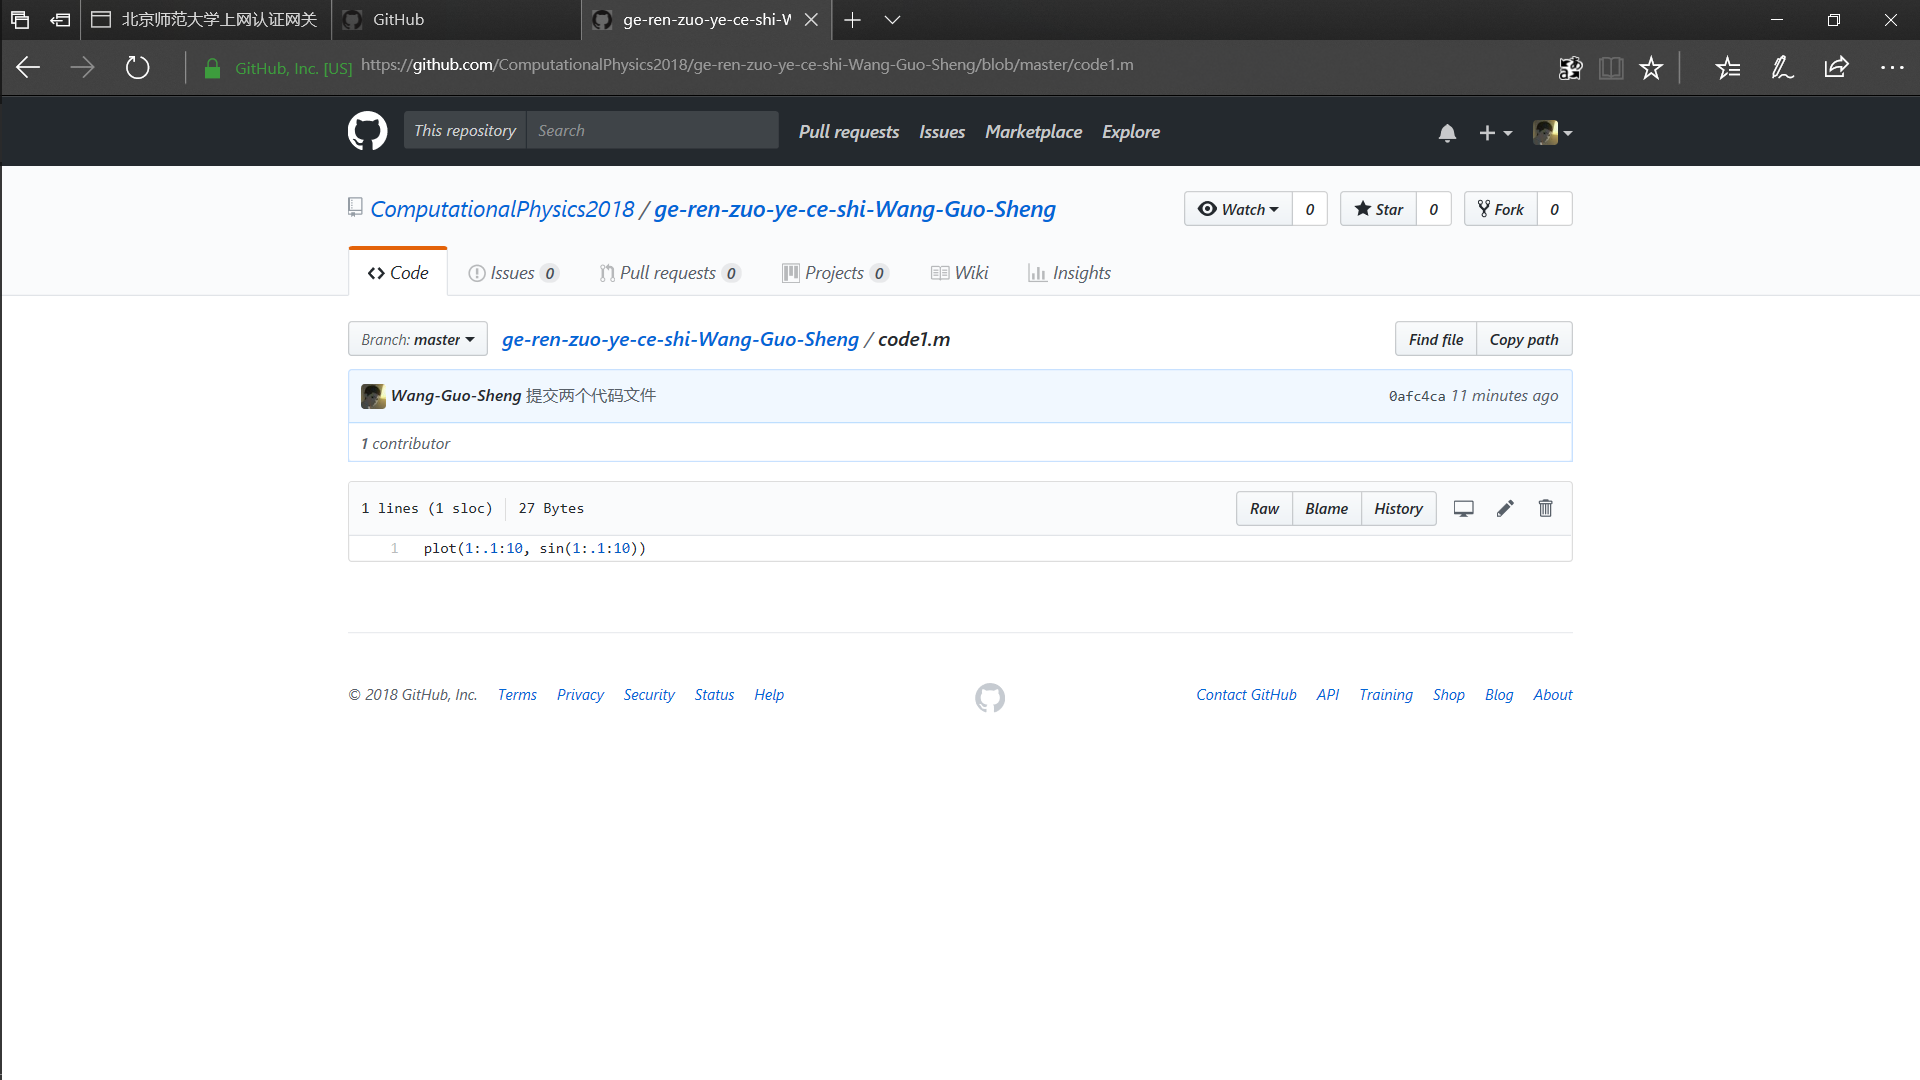 北京师范大学上网认证网关 GitHub ge-ren-zuo-ye-ce-shi-W
GitHub, Inc. [US] https://github.com/ComputationalPhysics2018/ge-ren-zuo-ye-ce-shi-Wang-Guo-Sheng/blob/master/code1.m
This repository Search Pull requests Issues Marketplace Explore
ComputationalPhysics2018 / ge-ren-zuo-ye-ce-shi-Wang-Guo-Sheng Watch 0 Star 0 Fork 0
Code Issues 0 Pull requests 0 Projects 0 Wiki Insights
Branch: master ge-ren-zuo-ye-ce-shi-Wang-Guo-Sheng / code1.m Find file Copy path
Wang-Guo-Sheng 提交两个代码文件 0afc4ca 11 minutes ago
1 contributor
1 lines (1 sloc) 27 Bytes Raw Blame History
1 plot(1:.1:10, sin(1:.1:10))
© 2018 GitHub, Inc. Terms Privacy Security Status Help Contact GitHub API Training Shop Blog About